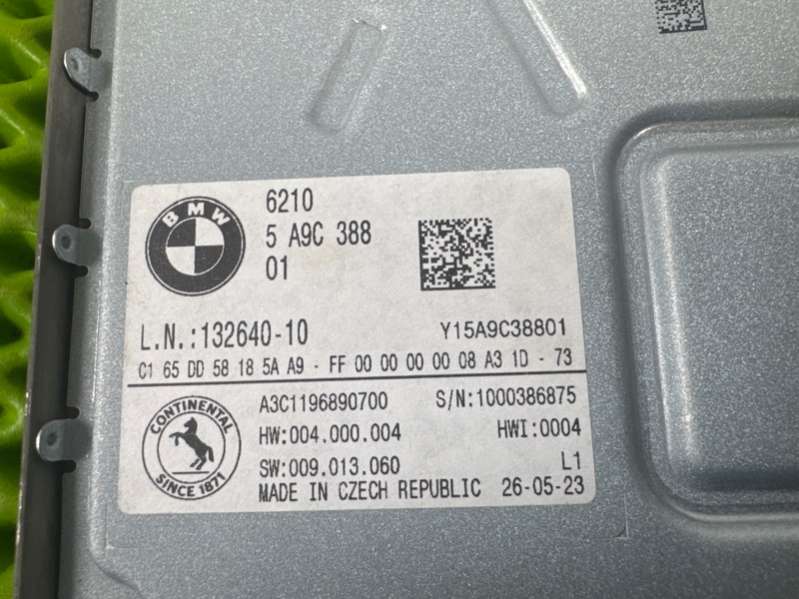 BMW
6210
5 A9C 388
01
L.N.:132640-10
Y15A9C38801
C1 65 DD 58 18 5A A9 - FF 00 00 00 00 08 A3 1D - 73
CONTINENTAL
SINCE 1871
A3C1196890700 S/N:1000386875
HW:004.000.004 HWI:0004
SW:009.013.060 L1
MADE IN CZECH REPUBLIC 26-05-23